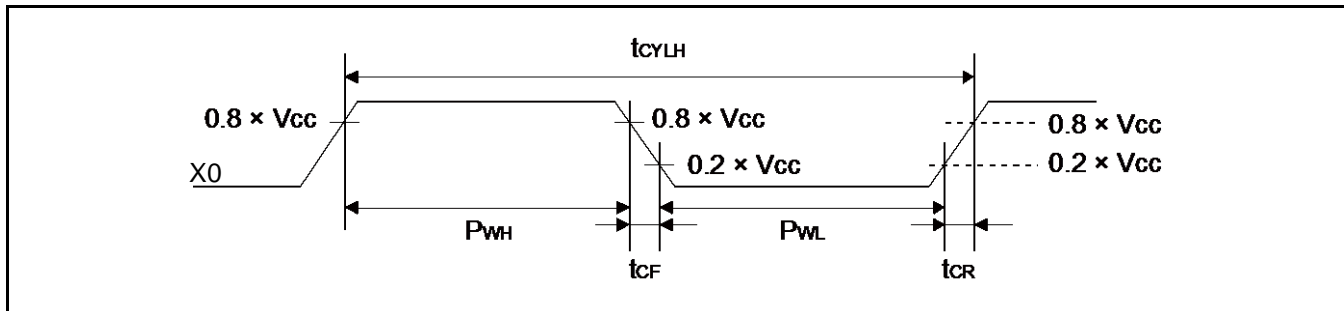 tCYLH
0.8 × VCC
0.8 × VCC
0.8 × VCC
0.2 × VCC
0.2 × VCC
X0
PWH
PWL
tCF
tCR